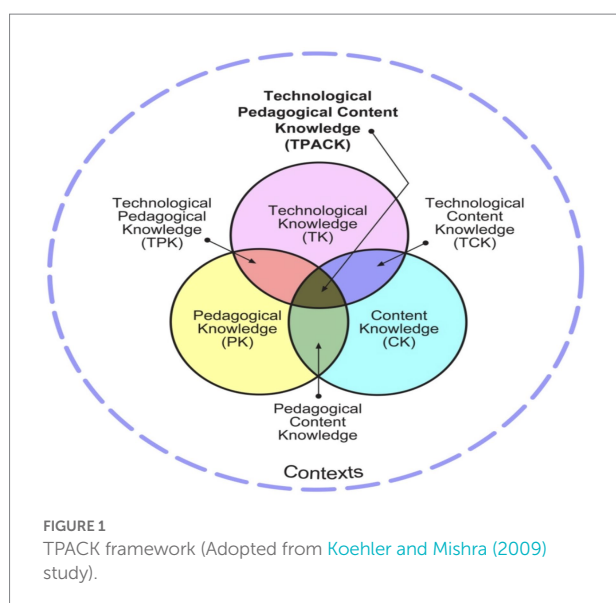 Technological
Pedagogical Content
Knowledge
(TPACK)
Technological
Pedagogical
Knowledge
(TPK)
Technological
Knowledge
(TK)
Technological
Content
Knowledge
(TCK)
Pedagogical
Knowledge
(PK)
Content
Knowledge
(CK)
Pedagogical
Content
Knowledge
Contexts
FIGURE 1
TPACK framework (Adopted from Koehler and Mishra (2009)
study).